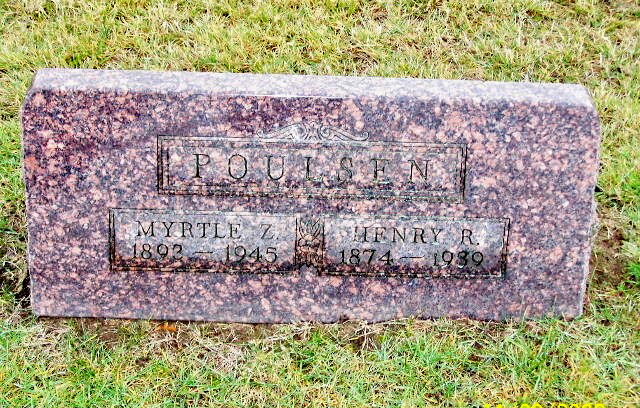 POULSEN
MYRTLE Z.
1893 — 1945
HENRY R.
1874 — 1939